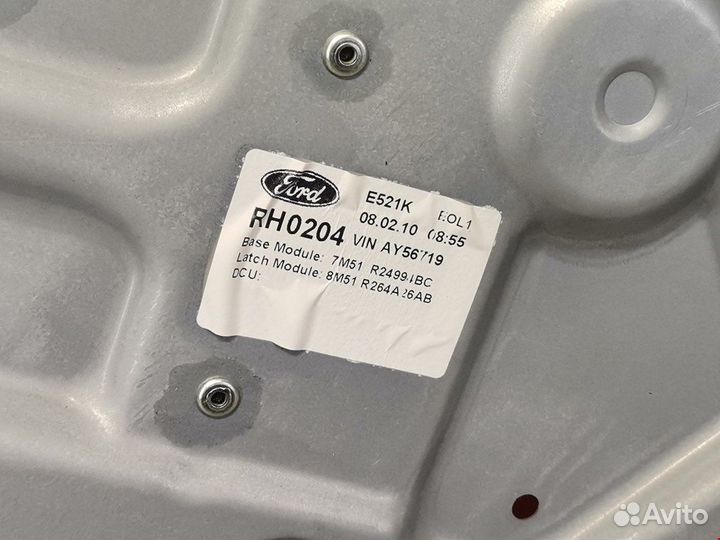 Ford
E521K EOL1
08.02.10 08:55
RH0204 VIN AY56719
Base Module: 7M51 R24994BC
Latch Module: 8M51 R264A26AB
DCU:
Avito